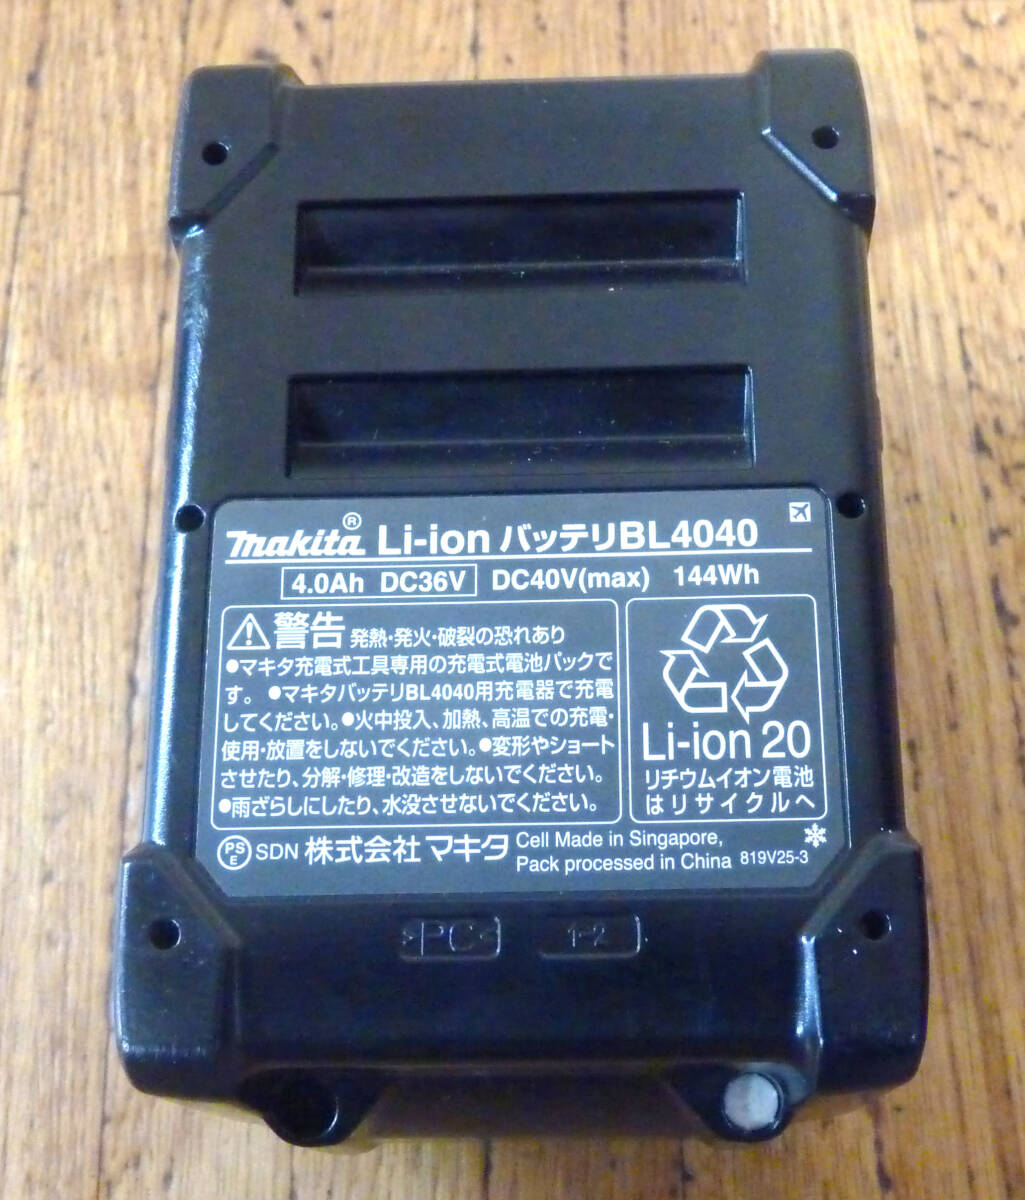 makita® Li-ion バッテリBL4040
4.0Ah DC36V DC40V(max) 144Wh
警告 発熱・発火・破裂の恐れあり
●マキタ充電式工具専用の充電式電池パックで
す。●マキタバッテリBL4040用充電器で充電
してください。●火中投入、加熱、高温での充電・
使用・放置をしないでください。●変形やショート
させたり、分解・修理・改造をしないでください。
●雨ざらしにしたり、水没させないでください。
Li-ion 20
リチウムイオン電池
はリサイクルへ
PS
E
SDN 株式会社 マキタ
Cell Made in Singapore,
Pack processed in China 819V25-3
>PC<
1-2